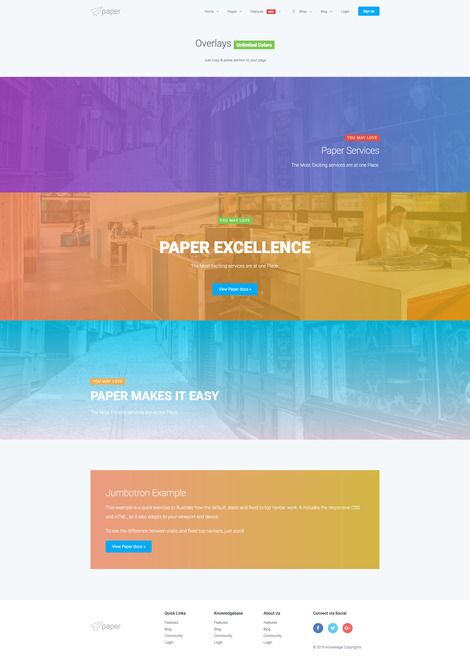 paper
Home Pages Features NEW Shop Blog Login Sign Up
Overlays Unlimited Colors
Just copy & paste section to your page
YOU MAY LOVE
Paper Services
The Most Exciting services are at one Place.
YOU MAY LOVE
PAPER EXCELLENCE
The Most Exciting services are at one Place.
View Paper docs »
YOU MAY LOVE
PAPER MAKES IT EASY
The Most Exciting services are at one Place.
Jumbotron Example
This example is a quick exercise to illustrate how the default, static and fixed to top navbar work. It includes the responsive CSS
and HTML, so it also adapts to your viewport and device.
To see the difference between static and fixed top navbars, just scroll.
View Paper docs »
paper
Quick Links
Features
Blog
Community
Login
Knowledgebase
Features
Blog
Community
Login
About Us
Features
Blog
Community
Login
Connect via Social
© 2016 Knowledge Copyrights